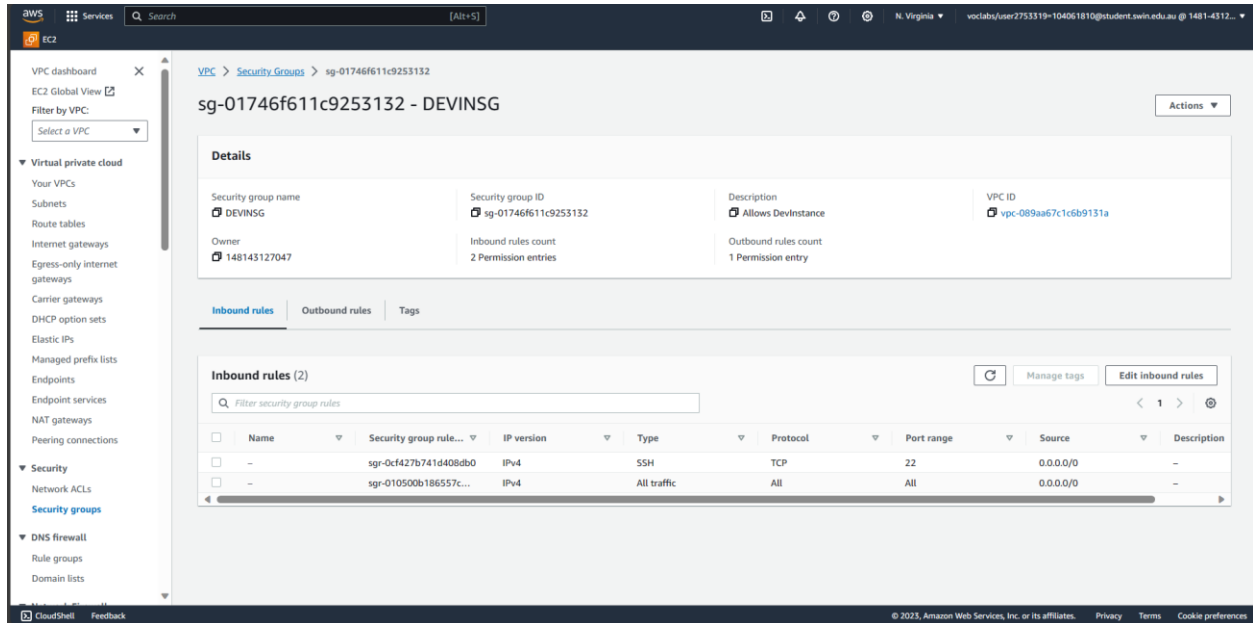 aws Services Search [Alt+S] N. Virginia voclabs/user2753319=104061810@student.swin.edu.au @ 1481-4312...
EC2
VPC dashboard
EC2 Global View
Filter by VPC:
Select a VPC
Virtual private cloud
Your VPCs
Subnets
Route tables
Internet gateways
Egress-only internet
gateways
Carrier gateways
DHCP option sets
Elastic IPs
Managed prefix lists
Endpoints
Endpoint services
NAT gateways
Peering connections
Security
Network ACLs
Security groups
DNS firewall
Rule groups
Domain lists
VPC > Security Groups > sg-01746f611c9253132
sg-01746f611c9253132 - DEVINSG
Actions
Details
Security group name Security group ID Description VPC ID
DEVINSG sg-01746f611c9253132 Allows DevInstance vpc-089aa67c1c6b9131a
Owner Inbound rules count Outbound rules count
148143127047 2 Permission entries 1 Permission entry
Inbound rules Outbound rules Tags
Inbound rules (2) Manage tags Edit inbound rules
Filter security group rules < 1 >
Name Security group rule... IP version Type Protocol Port range Source Description
– sgr-0cf427b741d408db0 IPv4 SSH TCP 22 0.0.0.0/0 –
– sgr-010500b186557c... IPv4 All traffic All All 0.0.0.0/0 –
CloudShell Feedback © 2023, Amazon Web Services, Inc. or its affiliates. Privacy Terms Cookie preferences